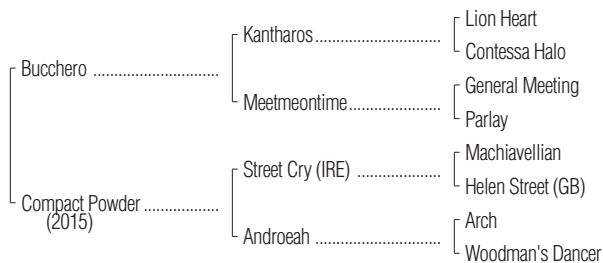 Lion Heart
Kantharos
Contessa Halo
Bucchero
General Meeting
Meetmeontime
Parlay
Machiavellian
Street Cry (IRE)
Helen Street (GB)
Compact Powder
(2015)
Arch
Androeah
Woodman's Dancer